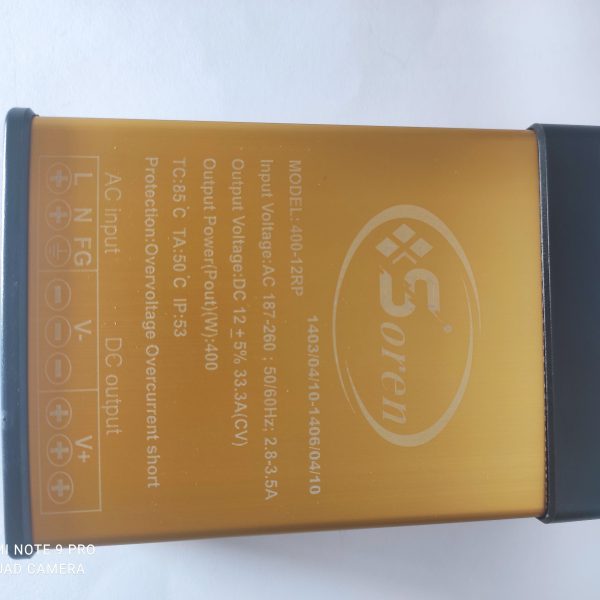 Soren
1403/04/10-1406/04/10
MODEL: 400-12RP
Input Voltage:AC 187-260 ; 50/60Hz; 2.8-3.5A
Output Voltage:DC 12 ± 5% 33.3A(CV)
Output Power(Pout)(W):400
TC:85°C TA:50°C IP:53
Protection:Overvoltage Overcurrent short
AC input DC output
L N FG V- V+
MI NOTE 9 PRO
UAD CAMERA